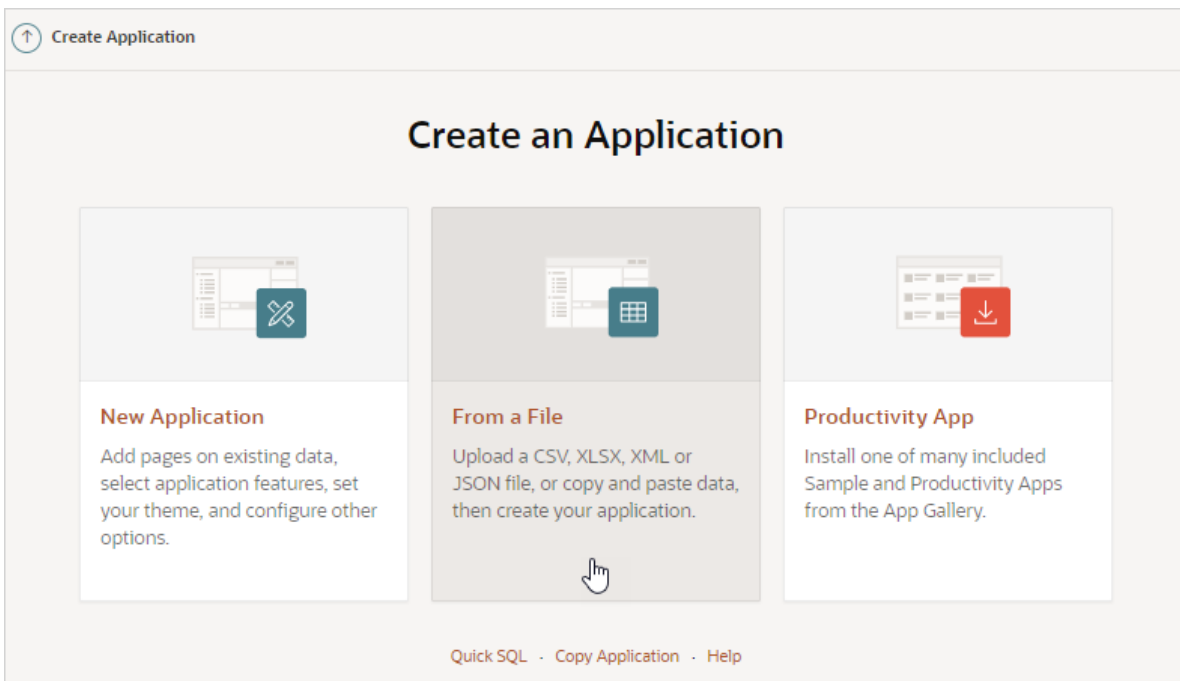 Create Application
Create an Application
New Application
Add pages on existing data,
select application features, set
your theme, and configure other
options.
From a File
Upload a CSV, XLSX, XML or
JSON file, or copy and paste data,
then create your application.
Productivity App
Install one of many included
Sample and Productivity Apps
from the App Gallery.
Quick SQL · Copy Application · Help